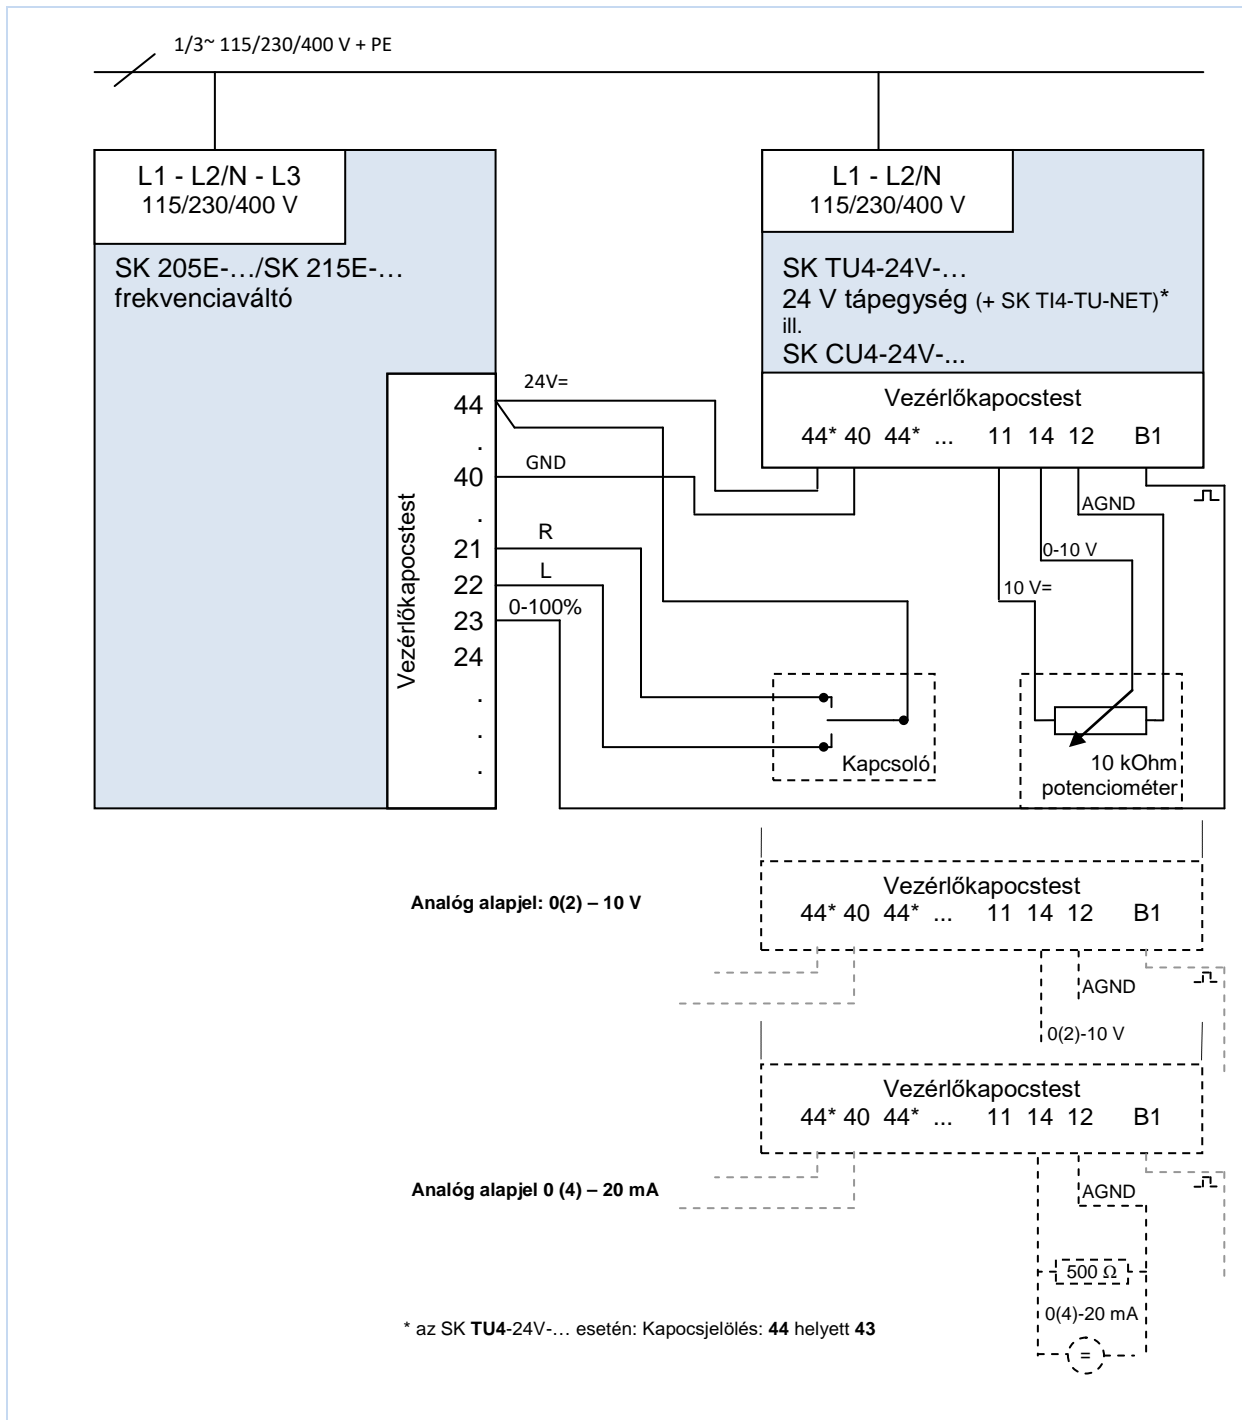 1/3~ 115/230/400 V + PE
L1 - L2/N - L3
115/230/400 V
SK 205E-…/SK 215E-…
frekvenciaváltó
Vezérlőkapocstest
44
.
40
.
21
22
23
24
.
.
.
24V=
GND
R
L
0-100%
L1 - L2/N
115/230/400 V
SK TU4-24V-…
24 V tápegység (+ SK TI4-TU-NET)*
ill.
SK CU4-24V-...
Vezérlőkapocstest
44* 40 44* ... 11 14 12 B1
AGND
0-10 V
10 V=
Kapcsoló
10 kOhm
potenciométer
Analóg alapjel: 0(2) – 10 V
Vezérlőkapocstest
44* 40 44* ... 11 14 12 B1
AGND
0(2)-10 V
Analóg alapjel 0 (4) – 20 mA
Vezérlőkapocstest
44* 40 44* ... 11 14 12 B1
AGND
500 Ω
0(4)-20 mA
=
* az SK TU4-24V-… esetén: Kapocsjelölés: 44 helyett 43